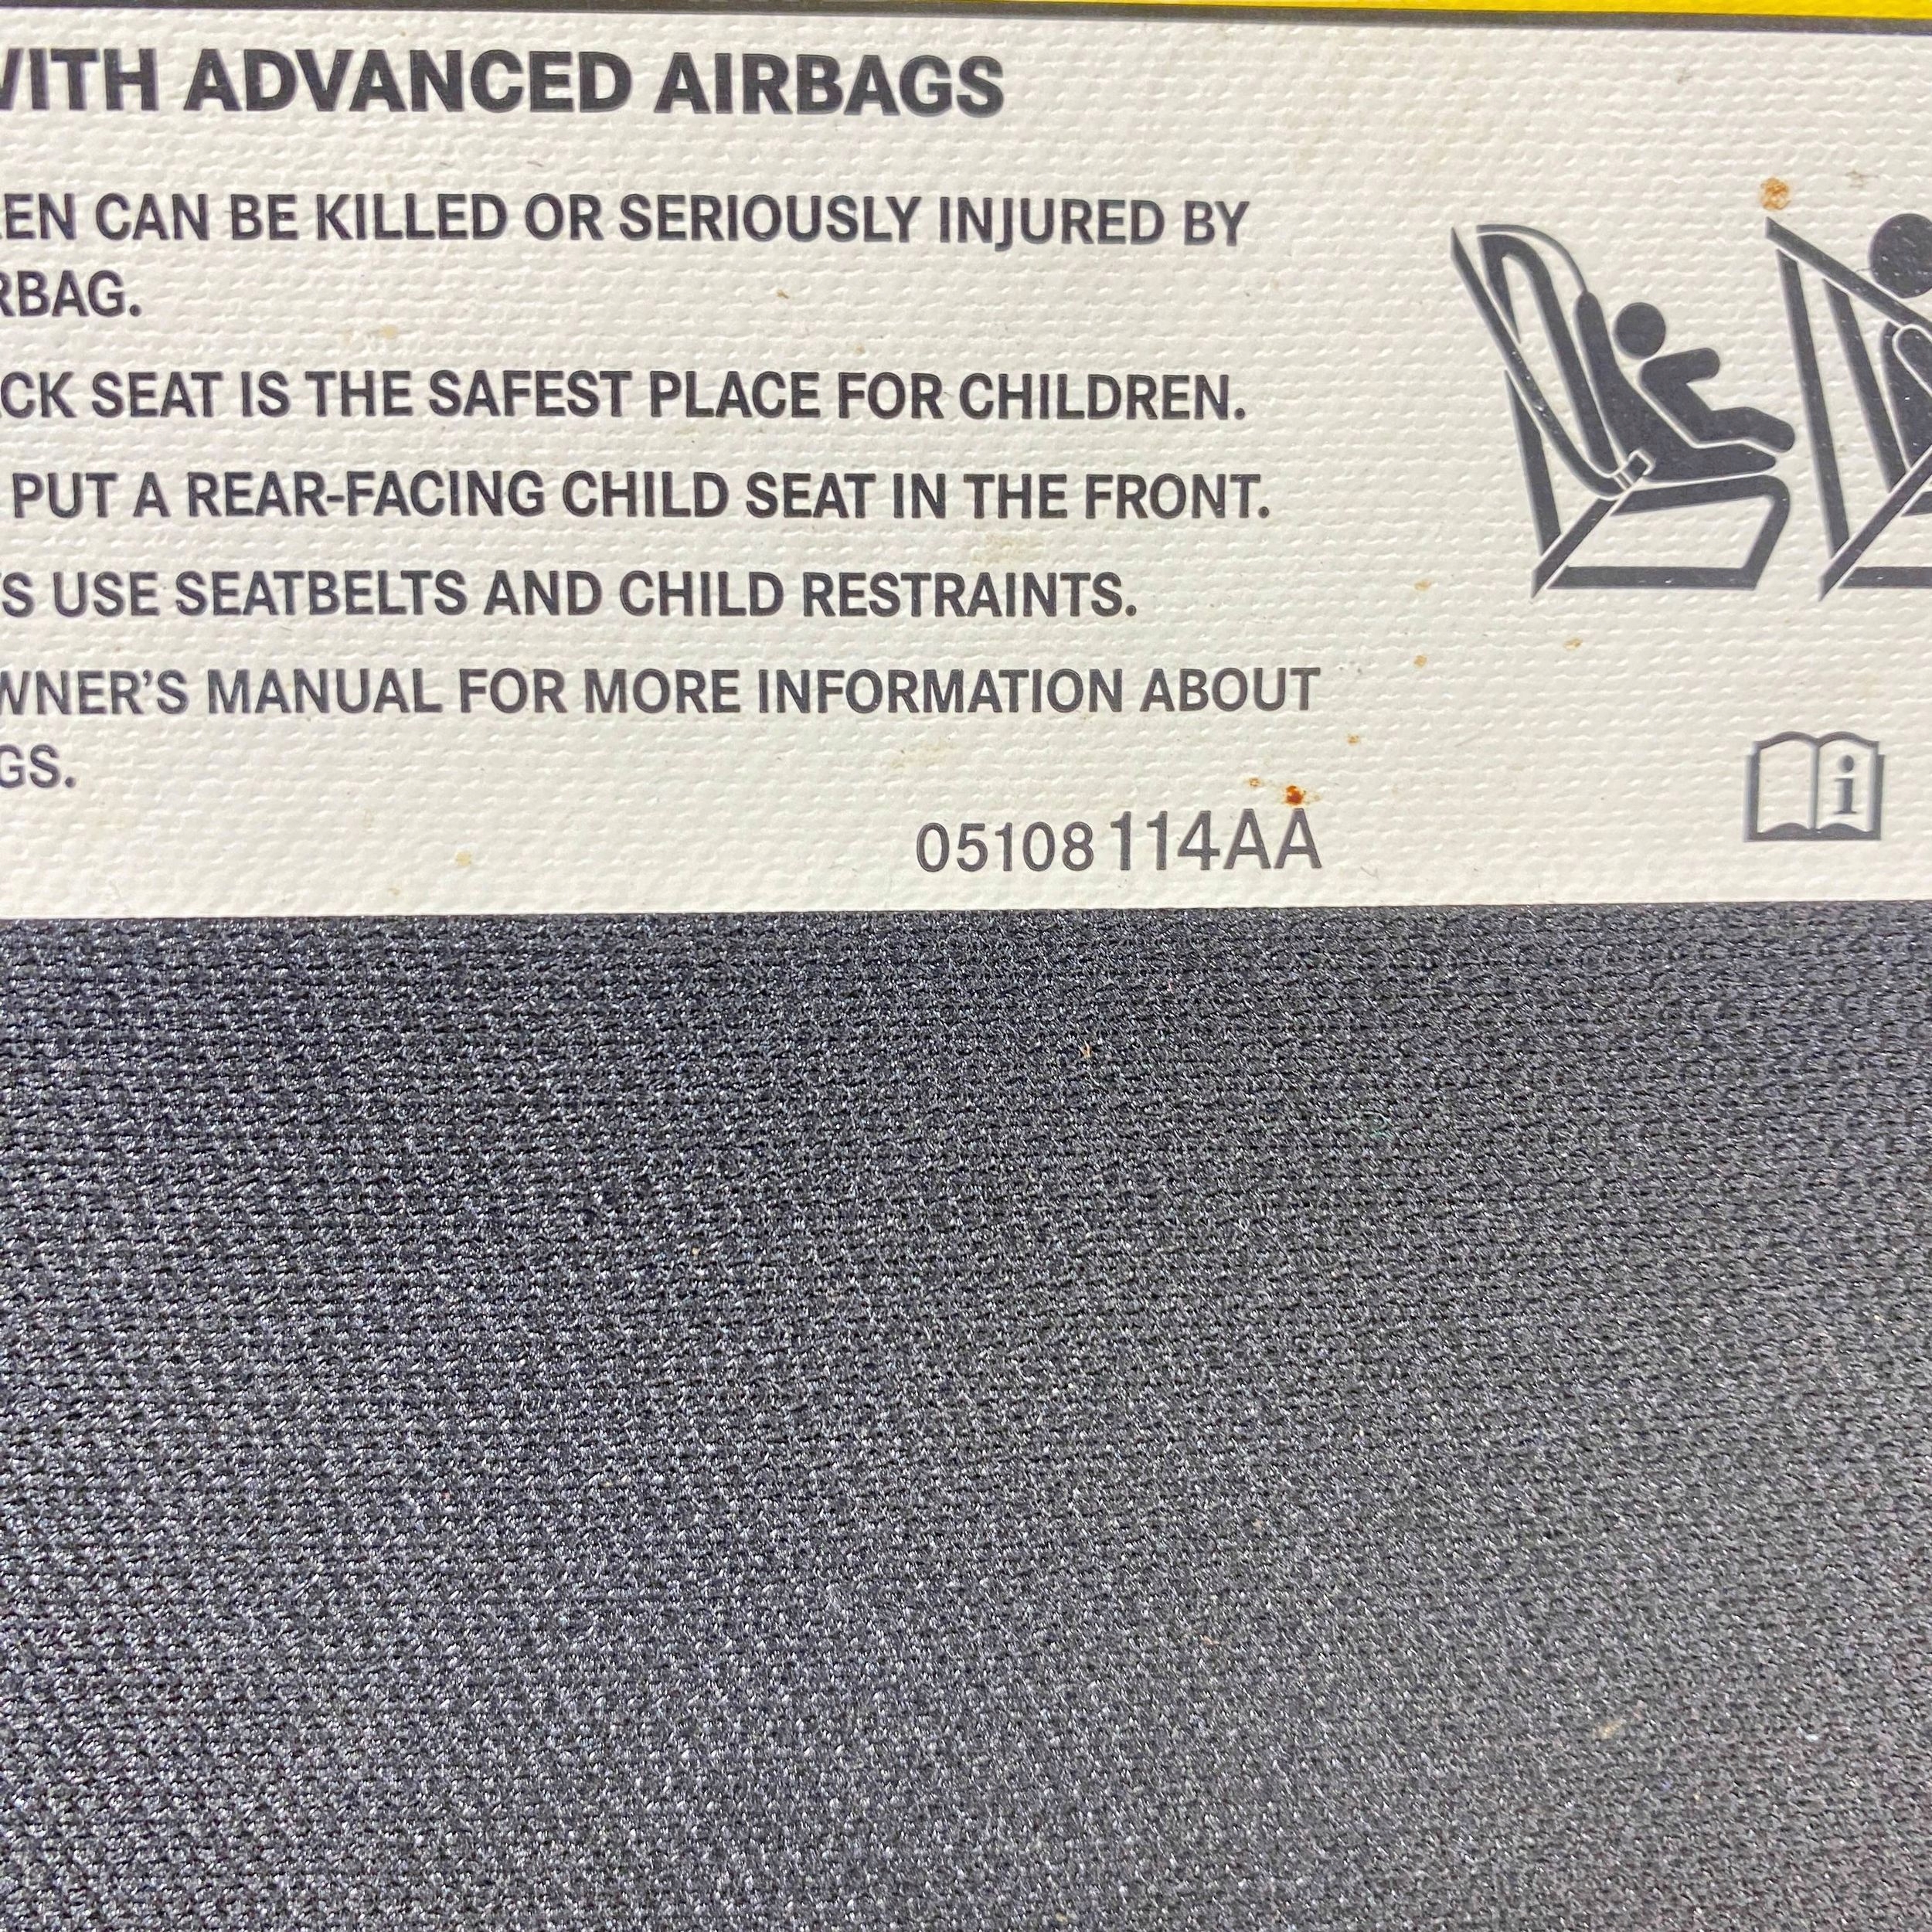 WITH ADVANCED AIRBAGS
EN CAN BE KILLED OR SERIOUSLY INJURED BY
RBAG.
CK SEAT IS THE SAFEST PLACE FOR CHILDREN.
PUT A REAR-FACING CHILD SEAT IN THE FRONT.
S USE SEATBELTS AND CHILD RESTRAINTS.
WNER'S MANUAL FOR MORE INFORMATION ABOUT
GS.
05108114AA
i